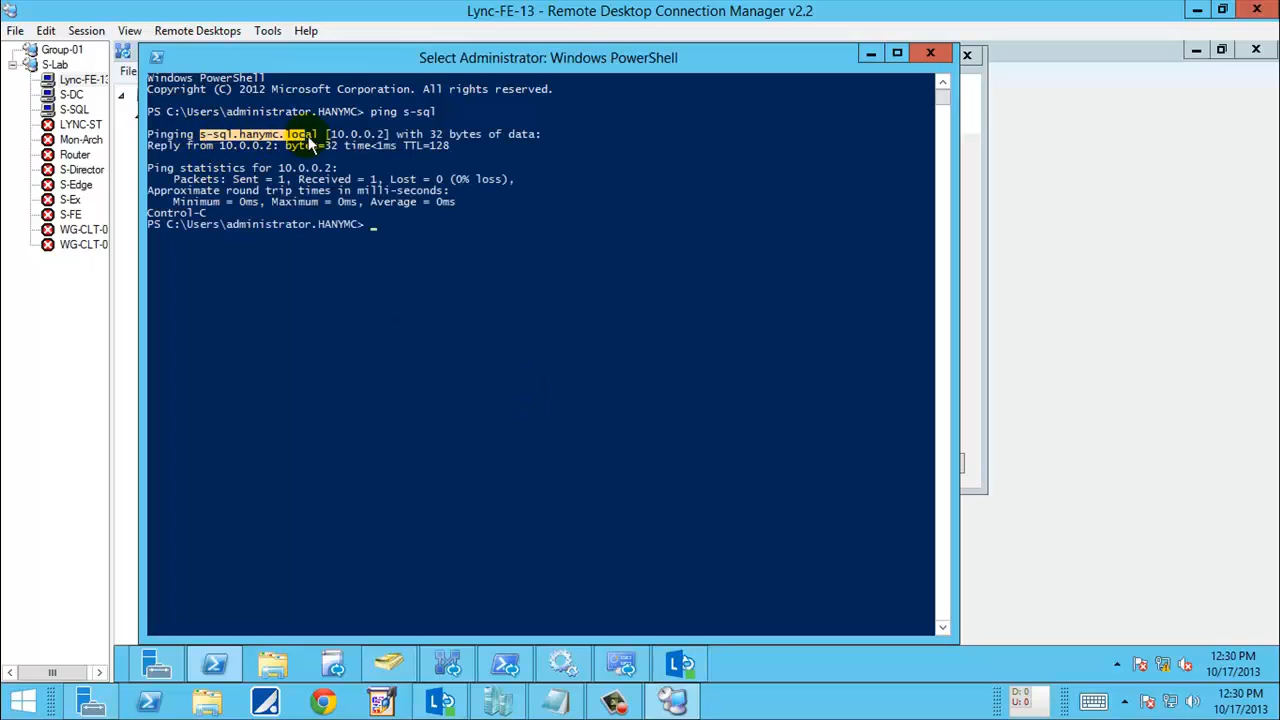 Lync-FE-13 - Remote Desktop Connection Manager v2.2
File Edit Session View Remote Desktops Tools Help
Group-01
S-Lab
Lync-FE-13
S-DC
S-SQL
LYNC-ST
Mon-Arch
Router
S-Director
S-Edge
S-Ex
S-FE
WG-CLT-0
WG-CLT-0
File
Select Administrator: Windows PowerShell
Windows PowerShell
Copyright (C) 2012 Microsoft Corporation. All rights reserved.
PS C:\Users\administrator.HANYMC> ping s-sql
Pinging s-sql.hanymc.local [10.0.0.2] with 32 bytes of data:
Reply from 10.0.0.2: bytes=32 time<1ms TTL=128
Ping statistics for 10.0.0.2:
Packets: Sent = 1, Received = 1, Lost = 0 (0% loss),
Approximate round trip times in milli-seconds:
Minimum = 0ms, Maximum = 0ms, Average = 0ms
Control-C
PS C:\Users\administrator.HANYMC>
12:30 PM
10/17/2013
D: 0
U: 0
12:30 PM
10/17/2013